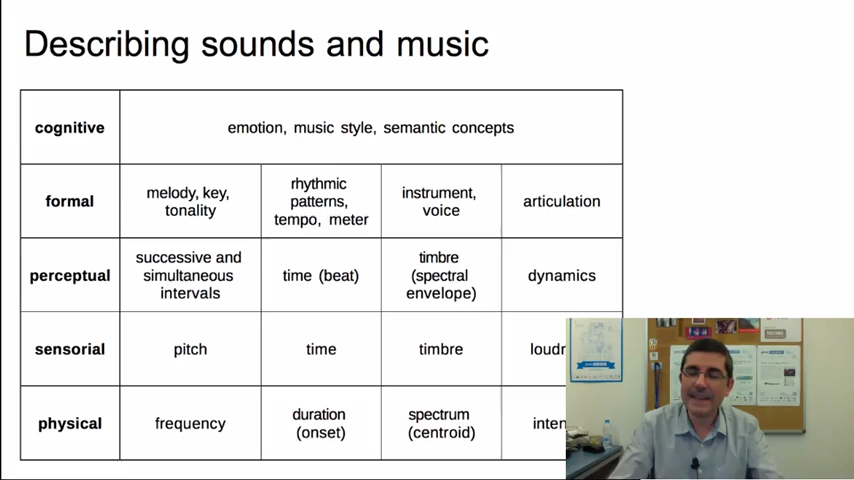 Describing sounds and music
cognitive
emotion, music style, semantic concepts
formal
melody, key,
tonality
rhythmic
patterns,
tempo, meter
instrument,
voice
articulation
perceptual
successive and
simultaneous
intervals
time (beat)
timbre
(spectral
envelope)
dynamics
sensorial
pitch
time
timbre
physical
frequency
duration
(onset)
spectrum
(centroid)